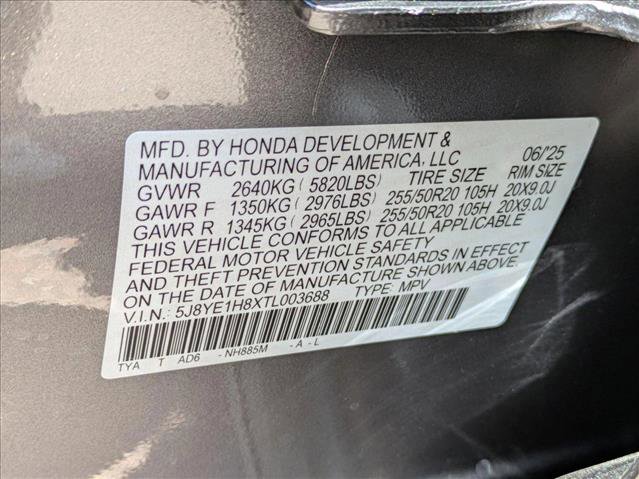 MFD. BY HONDA DEVELOPMENT &
MANUFACTURING OF AMERICA, LLC 06/25
GVWR 2640KG ( 5820LBS) TIRE SIZE RIM SIZE
GAWR F 1350KG ( 2976LBS) 255/50R20 105H 20X9.0J
GAWR R 1345KG ( 2965LBS) 255/50R20 105H 20X9.0J
THIS VEHICLE CONFORMS TO ALL APPLICABLE
FEDERAL MOTOR VEHICLE SAFETY
AND THEFT PREVENTION STANDARDS IN EFFECT
ON THE DATE OF MANUFACTURE SHOWN ABOVE.
V.I.N.: 5J8YE1H8XTL003688 TYPE: MPV
TYA T AD6 - NH885M - A - L